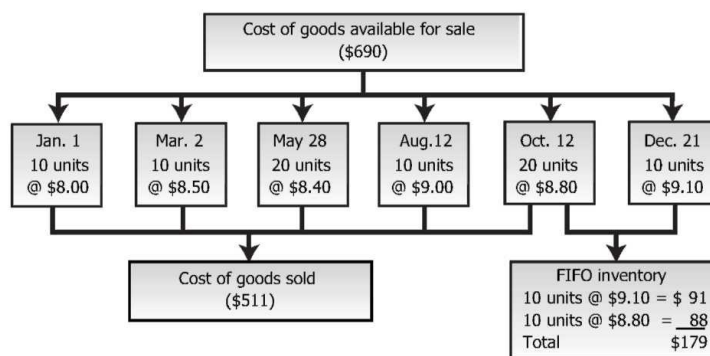 Cost of goods available for sale
($690)
Jan. 1
10 units
@ $8.00
Mar. 2
10 units
@ $8.50
May 28
20 units
@ $8.40
Aug.12
10 units
@ $9.00
Oct. 12
20 units
@ $8.80
Dec. 21
10 units
@ $9.10
Cost of goods sold
($511)
FIFO inventory
10 units @ $9.10 = $ 91
10 units @ $8.80 = 88
Total $179